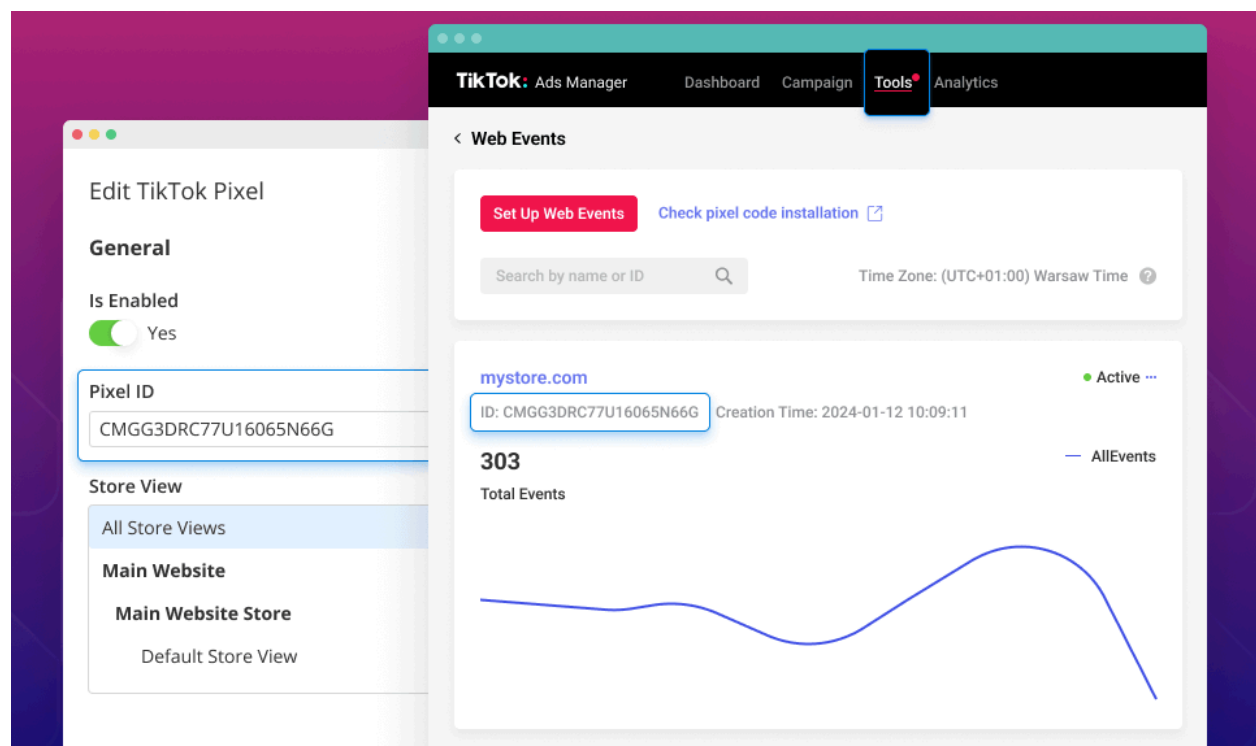 Edit TikTok Pixel
General
Is Enabled
Yes
Pixel ID
CMGG3DRC77U16065N66G
Store View
All Store Views
Main Website
Main Website Store
Default Store View
TikTok: Ads Manager Dashboard Campaign Tools Analytics
< Web Events
Set Up Web Events Check pixel code installation
Search by name or ID Time Zone: (UTC+01:00) Warsaw Time ?
mystore.com Active ···
ID: CMGG3DRC77U16065N66G Creation Time: 2024-01-12 10:09:11
303 AllEvents
Total Events